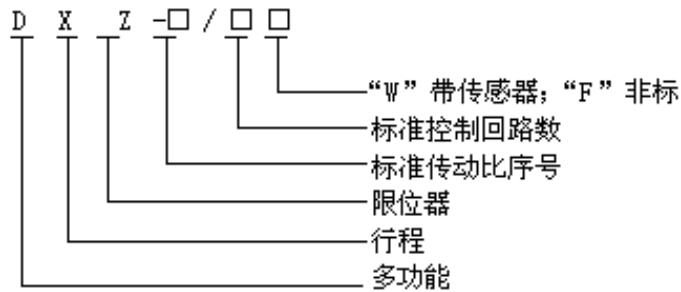 D X Z -□ / □ □
“W”带传感器；“F”非标
标准控制回路数
标准传动比序号
限位器
行程
多功能